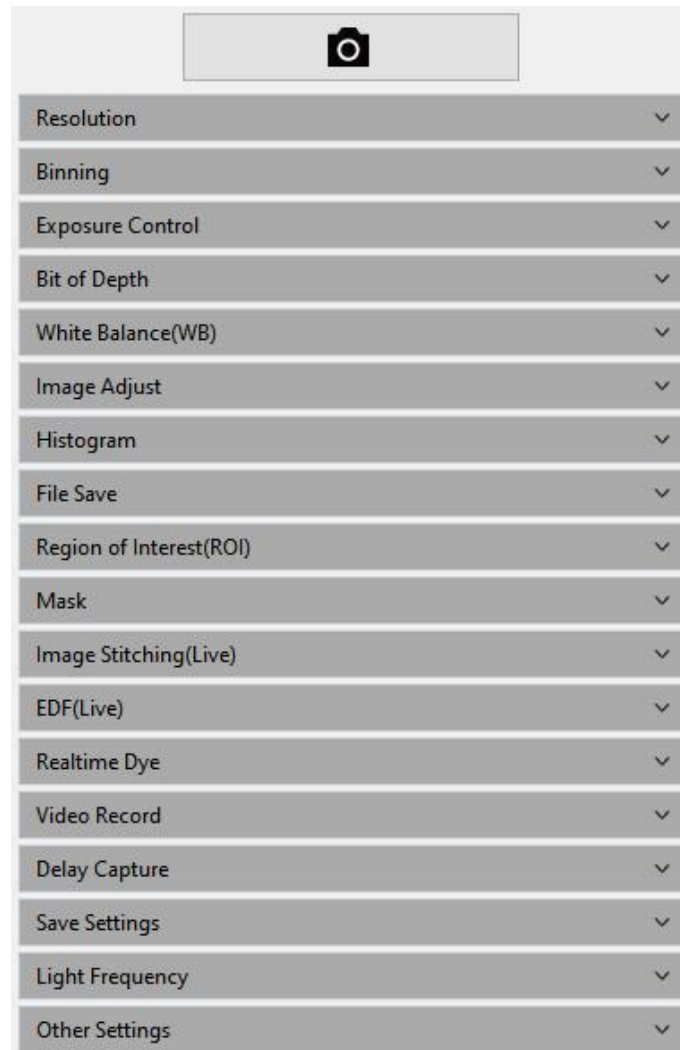 Resolution
Binning
Exposure Control
Bit of Depth
White Balance(WB)
Image Adjust
Histogram
File Save
Region of Interest(ROI)
Mask
Image Stitching(Live)
EDF(Live)
Realtime Dye
Video Record
Delay Capture
Save Settings
Light Frequency
Other Settings